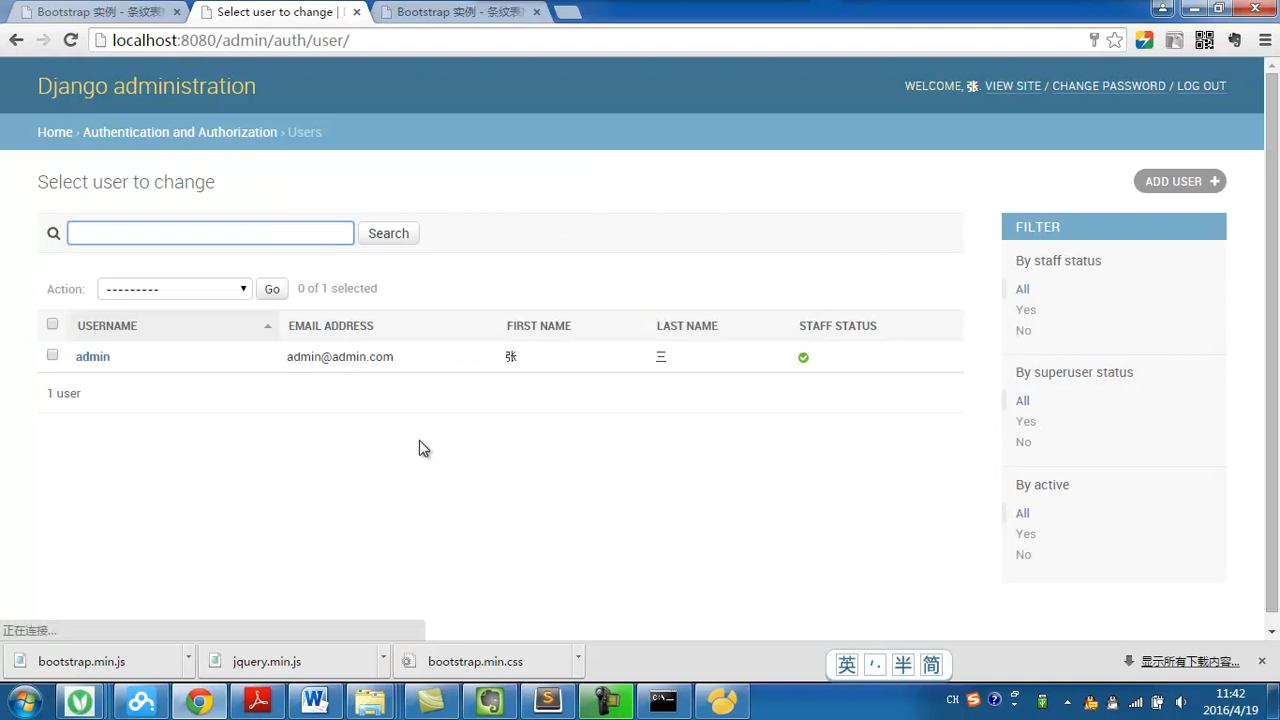 Bootstrap 实例 - 条纹表
Select user to change |
Bootstrap 实例 - 条纹表
localhost:8080/admin/auth/user/
Django administration
WELCOME, 张. VIEW SITE / CHANGE PASSWORD / LOG OUT
Home › Authentication and Authorization › Users
Select user to change
ADD USER +
Search
FILTER
By staff status
All
Yes
No
By superuser status
All
Yes
No
By active
All
Yes
No
Action: --------- Go 0 of 1 selected
USERNAME EMAIL ADDRESS FIRST NAME LAST NAME STAFF STATUS
admin admin@admin.com 张 三
1 user
正在连接...
bootstrap.min.js
jquery.min.js
bootstrap.min.css
英 半 简
显示所有下载内容...
CH
11:42
2016/4/19